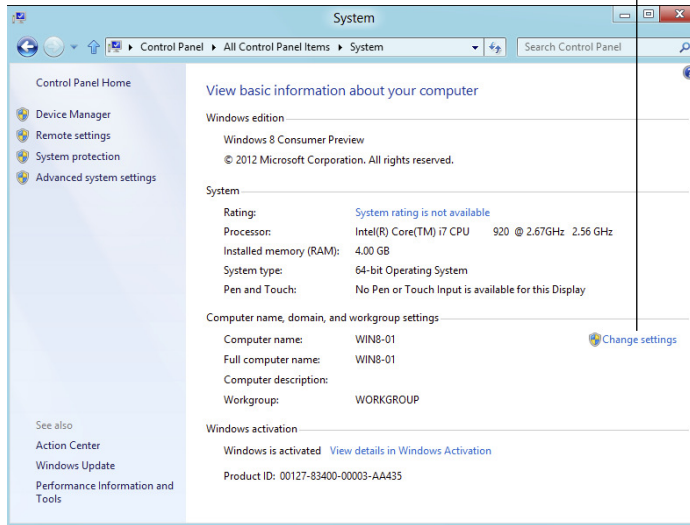 System
Control Panel All Control Panel Items System Search Control Panel
Control Panel Home
Device Manager
Remote settings
System protection
Advanced system settings
See also
Action Center
Windows Update
Performance Information and
Tools
View basic information about your computer
Windows edition
Windows 8 Consumer Preview
© 2012 Microsoft Corporation. All rights reserved.
System
Rating: System rating is not available
Processor: Intel(R) Core(TM) i7 CPU 920 @ 2.67GHz 2.56 GHz
Installed memory (RAM): 4.00 GB
System type: 64-bit Operating System
Pen and Touch: No Pen or Touch Input is available for this Display
Computer name, domain, and workgroup settings
Computer name: WIN8-01 Change settings
Full computer name: WIN8-01
Computer description:
Workgroup: WORKGROUP
Windows activation
Windows is activated View details in Windows Activation
Product ID: 00127-83400-00003-AA435